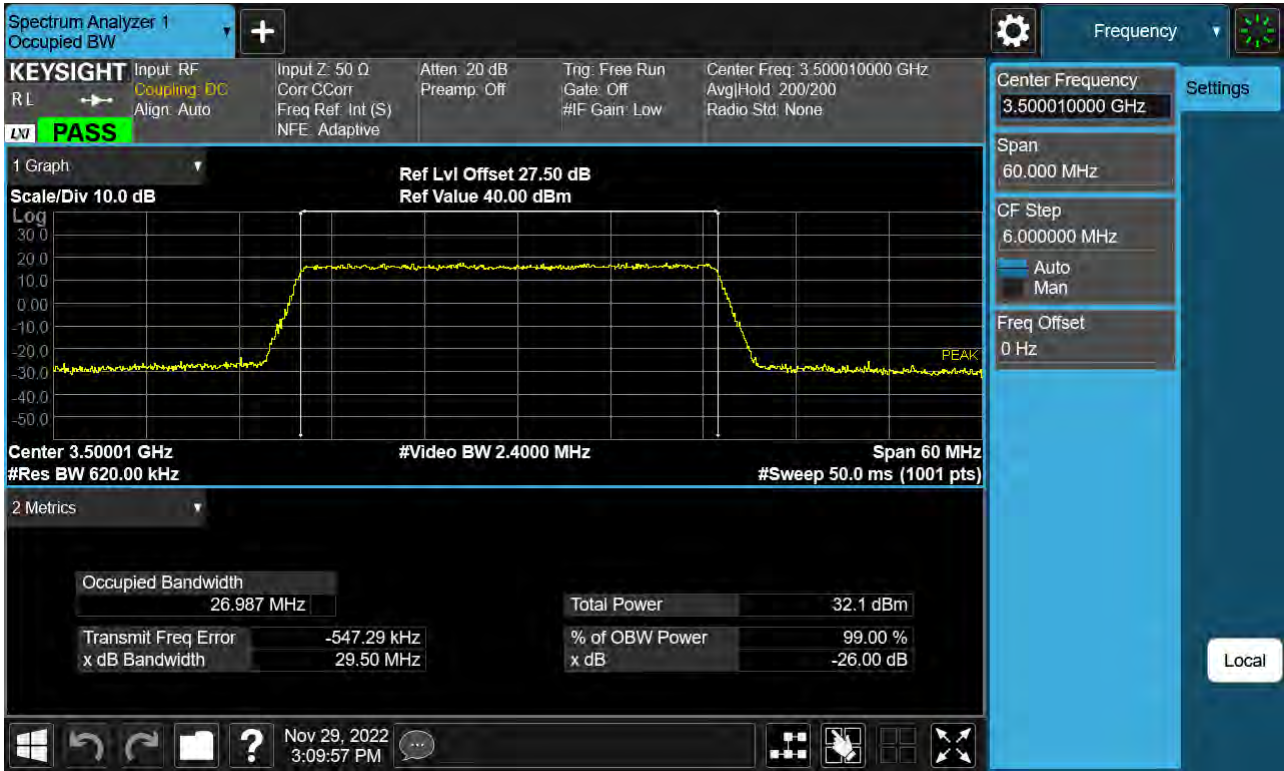 Spectrum Analyzer 1
Occupied BW
Frequency
KEYSIGHT
R L
LXI
PASS
Input: RF
Coupling: DC
Align: Auto
Input Z: 50 Ω
Corr CCorr
Freq Ref: Int (S)
NFE: Adaptive
Atten: 20 dB
Preamp: Off
Trig: Free Run
Gate: Off
#IF Gain: Low
Center Freq: 3.500010000 GHz
Avg|Hold: 200/200
Radio Std: None
Center Frequency
3.500010000 GHz
Settings
Span
60.000 MHz
CF Step
6.000000 MHz
Auto
Man
Freq Offset
0 Hz
Local
1 Graph
Scale/Div 10.0 dB
Ref Lvl Offset 27.50 dB
Ref Value 40.00 dBm
Log
30.0
20.0
10.0
0.00
-10.0
-20.0
-30.0
-40.0
-50.0
PEAK
Center 3.50001 GHz
#Video BW 2.4000 MHz
Span 60 MHz
#Res BW 620.00 kHz
#Sweep 50.0 ms (1001 pts)
2 Metrics
Occupied Bandwidth
26.987 MHz
Total Power 32.1 dBm
Transmit Freq Error -547.29 kHz
% of OBW Power 99.00 %
x dB Bandwidth 29.50 MHz
x dB -26.00 dB
?
Nov 29, 2022
3:09:57 PM